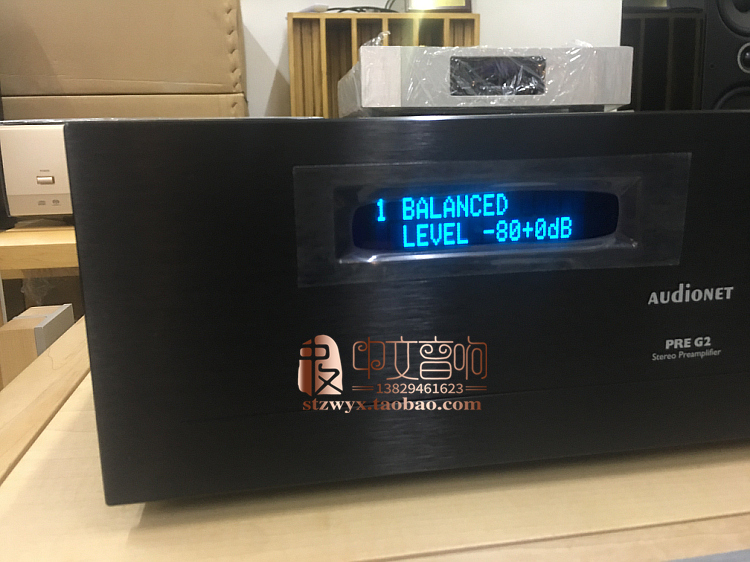 1 BALANCED
LEVEL -80+0dB
AUDIONET
PRE G2
Stereo Preamplifier
中文音响
13829461623
stzwyx.taobao.com